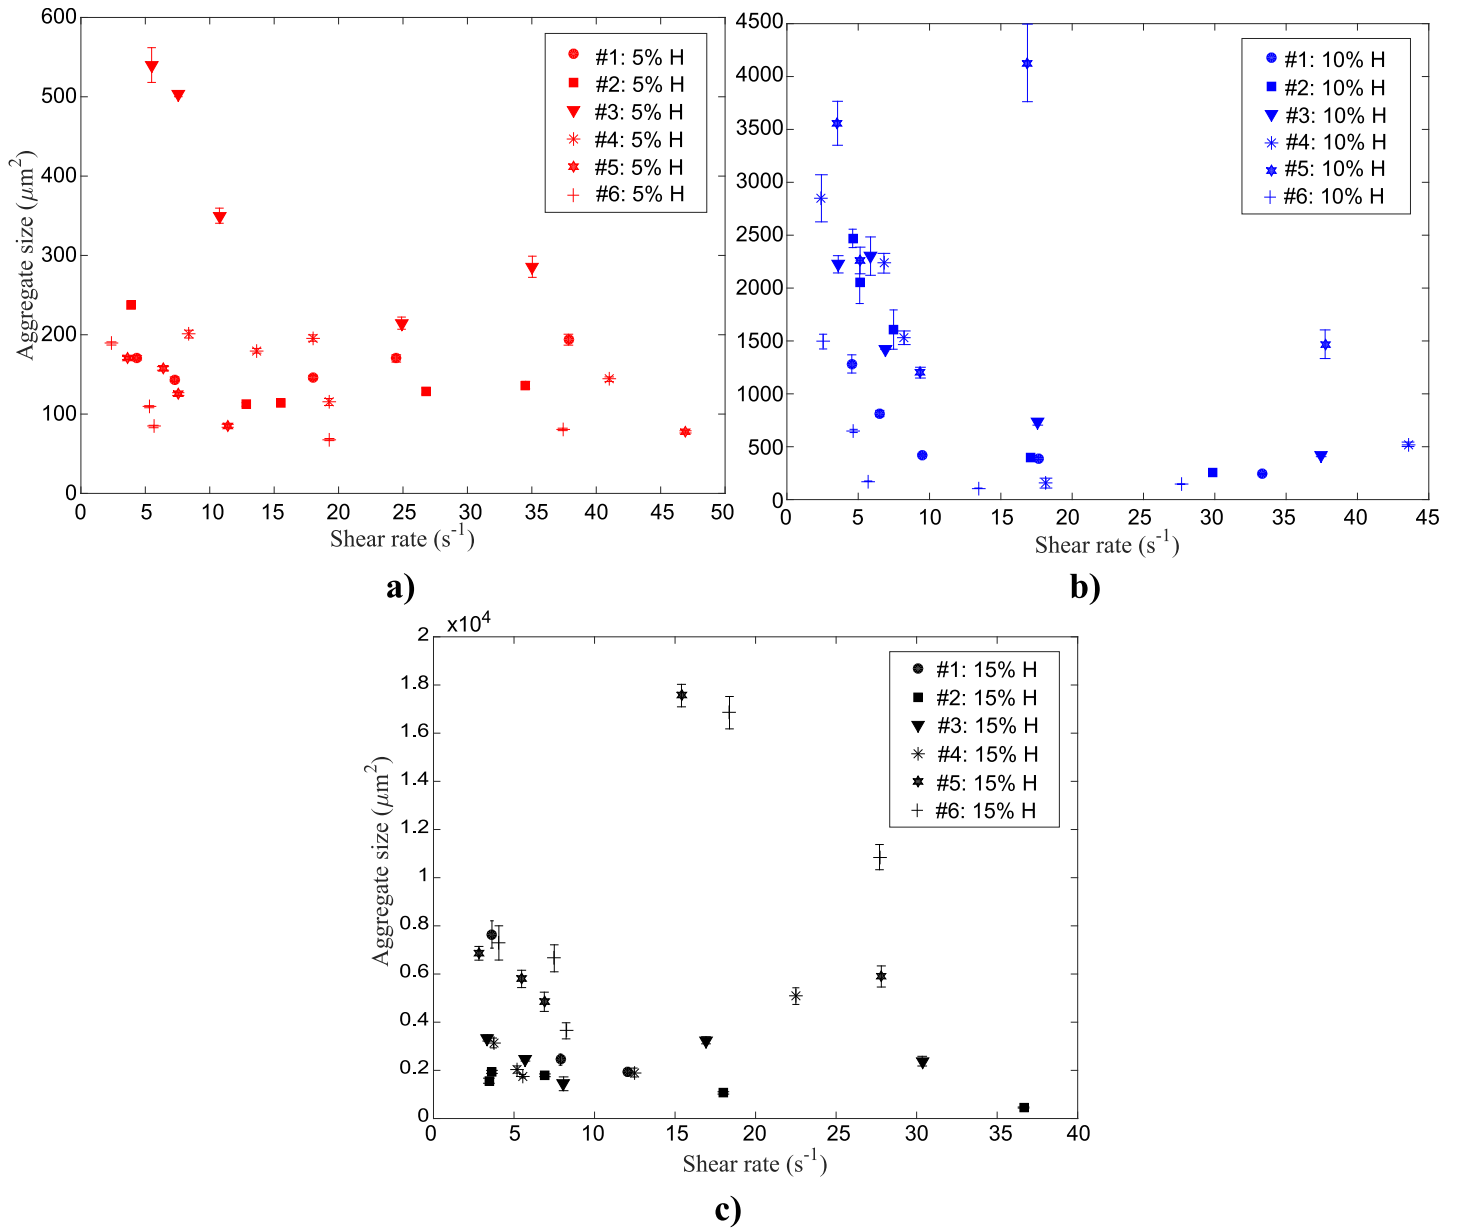 600
500
400
300
200
100
0
Aggregate size (μm²)
0 5 10 15 20 25 30 35 40 45 50
Shear rate (s⁻¹)
#1: 5% H
#2: 5% H
#3: 5% H
#4: 5% H
#5: 5% H
#6: 5% H
a)
4500
4000
3500
3000
2500
2000
1500
1000
500
0
0 5 10 15 20 25 30 35 40 45
Shear rate (s⁻¹)
#1: 10% H
#2: 10% H
#3: 10% H
#4: 10% H
#5: 10% H
#6: 10% H
b)
x10⁴
2
1.8
1.6
1.4
1.2
1
0.8
0.6
0.4
0.2
0
Aggregate size (μm²)
0 5 10 15 20 25 30 35 40
Shear rate (s⁻¹)
#1: 15% H
#2: 15% H
#3: 15% H
#4: 15% H
#5: 15% H
#6: 15% H
c)